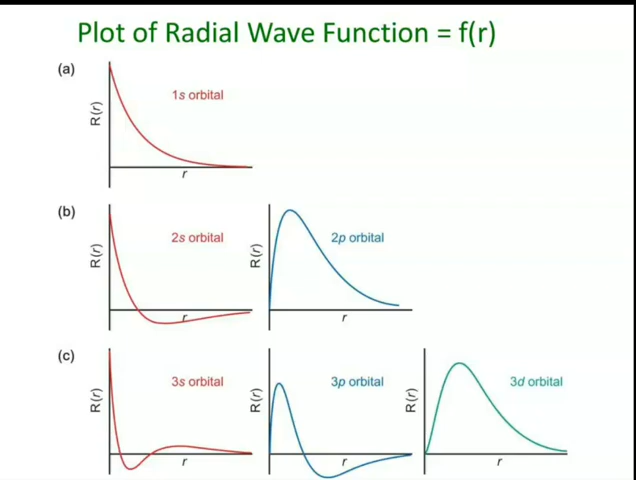 Plot of Radial Wave Function = f(r)
(a)
R(r)
1s orbital
r
(b)
R(r)
2s orbital
r
R(r)
2p orbital
r
(c)
R(r)
3s orbital
r
R(r)
3p orbital
r
R(r)
3d orbital
r